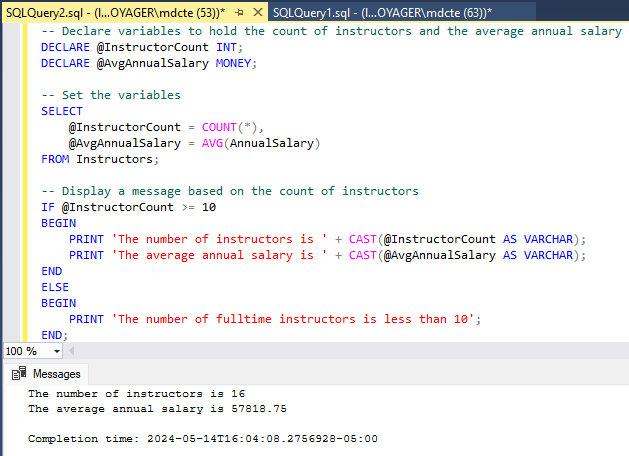 SQLQuery2.sql - (l...OYAGER\mdcte (53))* SQLQuery1.sql - (l...OYAGER\mdcte (63))*
-- Declare variables to hold the count of instructors and the average annual salary
DECLARE @InstructorCount INT;
DECLARE @AvgAnnualSalary MONEY;
-- Set the variables
SELECT
@InstructorCount = COUNT(*),
@AvgAnnualSalary = AVG(AnnualSalary)
FROM Instructors;
-- Display a message based on the count of instructors
IF @InstructorCount >= 10
BEGIN
PRINT 'The number of instructors is ' + CAST(@InstructorCount AS VARCHAR);
PRINT 'The average annual salary is ' + CAST(@AvgAnnualSalary AS VARCHAR);
END
ELSE
BEGIN
PRINT 'The number of fulltime instructors is less than 10';
END;
100 %
Messages
The number of instructors is 16
The average annual salary is 57818.75
Completion time: 2024-05-14T16:04:08.2756928-05:00